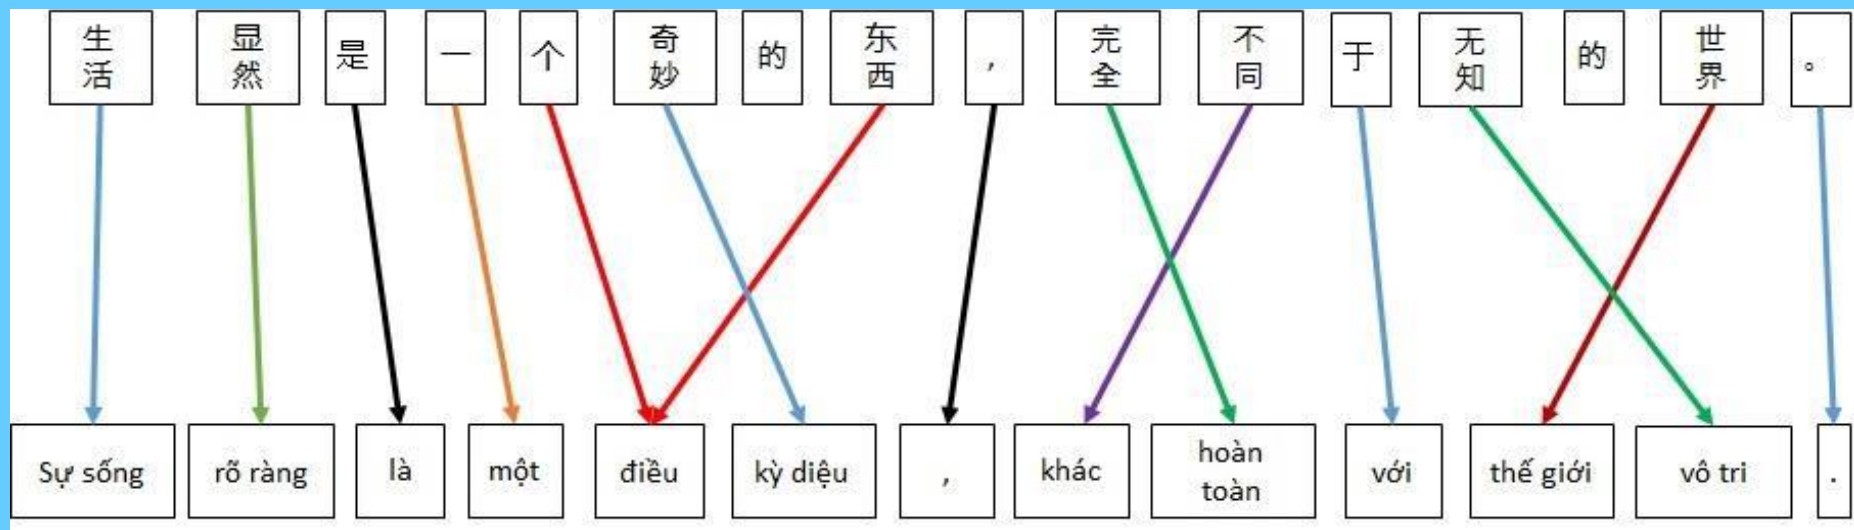 生活 显然 是 一 个 奇妙 的 东西 , 完全 不同 于 无知 的 世界 。
Sự sống rõ ràng là một điều kỳ diệu , khác hoàn toàn với thế giới vô tri .